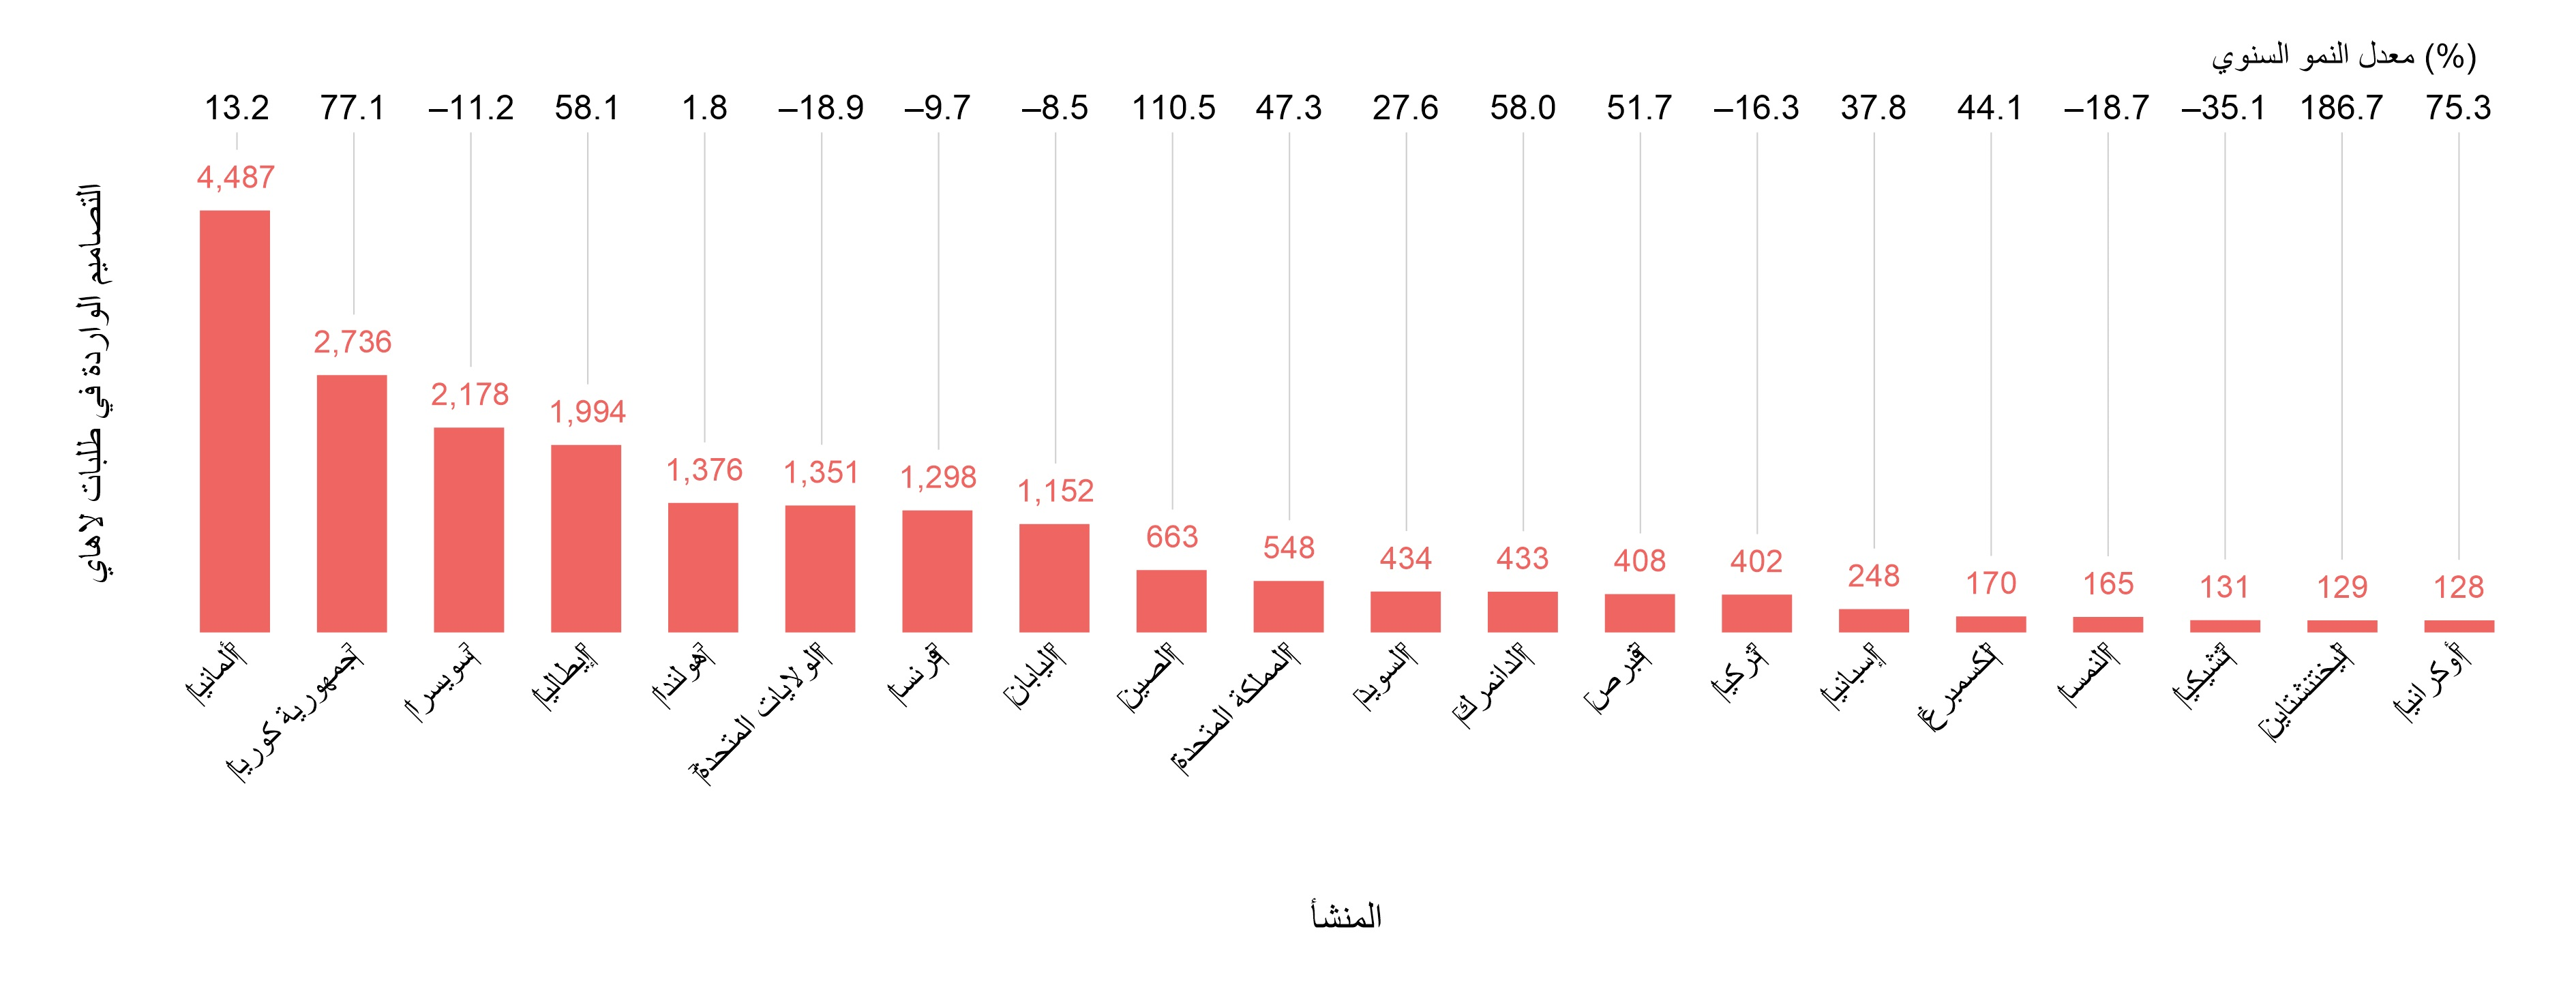 معدل النمو السنوي (%)
13.2 77.1 –11.2 58.1 1.8 –18.9 –9.7 –8.5 110.5 47.3 27.6 58.0 51.7 –16.3 37.8 44.1 –18.7 –35.1 186.7 75.3
4,487
2,736
2,178
1,994
1,376
1,351
1,298
1,152
663
548
434
433
408
402
248
170
165
131
129
128
التصاميم الواردة في طلبات لاهاي
ألمانيا
جمهورية كوريا
سويسرا
إيطاليا
هولندا
الولايات المتحدة
فرنسا
اليابان
الصين
المملكة المتحدة
السويد
الدانمرك
قبرص
تركيا
إسبانيا
لكسمبرغ
النمسا
تشيكيا
ليختنشتاين
أوكرانيا
المنشأ